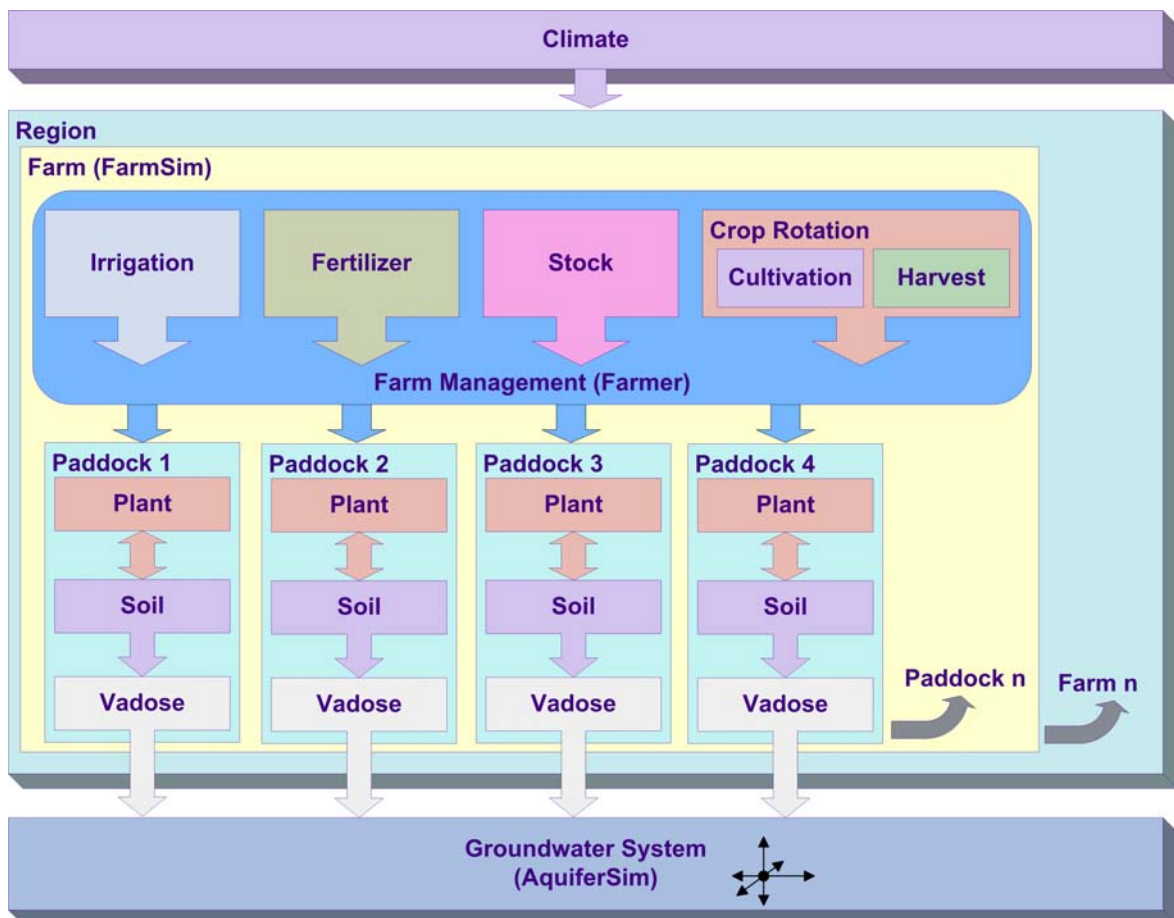 Climate
Region
Farm (FarmSim)
Irrigation
Fertilizer
Stock
Crop Rotation
Cultivation
Harvest
Farm Management (Farmer)
Paddock 1
Plant
Soil
Vadose
Paddock 2
Plant
Soil
Vadose
Paddock 3
Plant
Soil
Vadose
Paddock 4
Plant
Soil
Vadose
Paddock n
Farm n
Groundwater System
(AquiferSim)